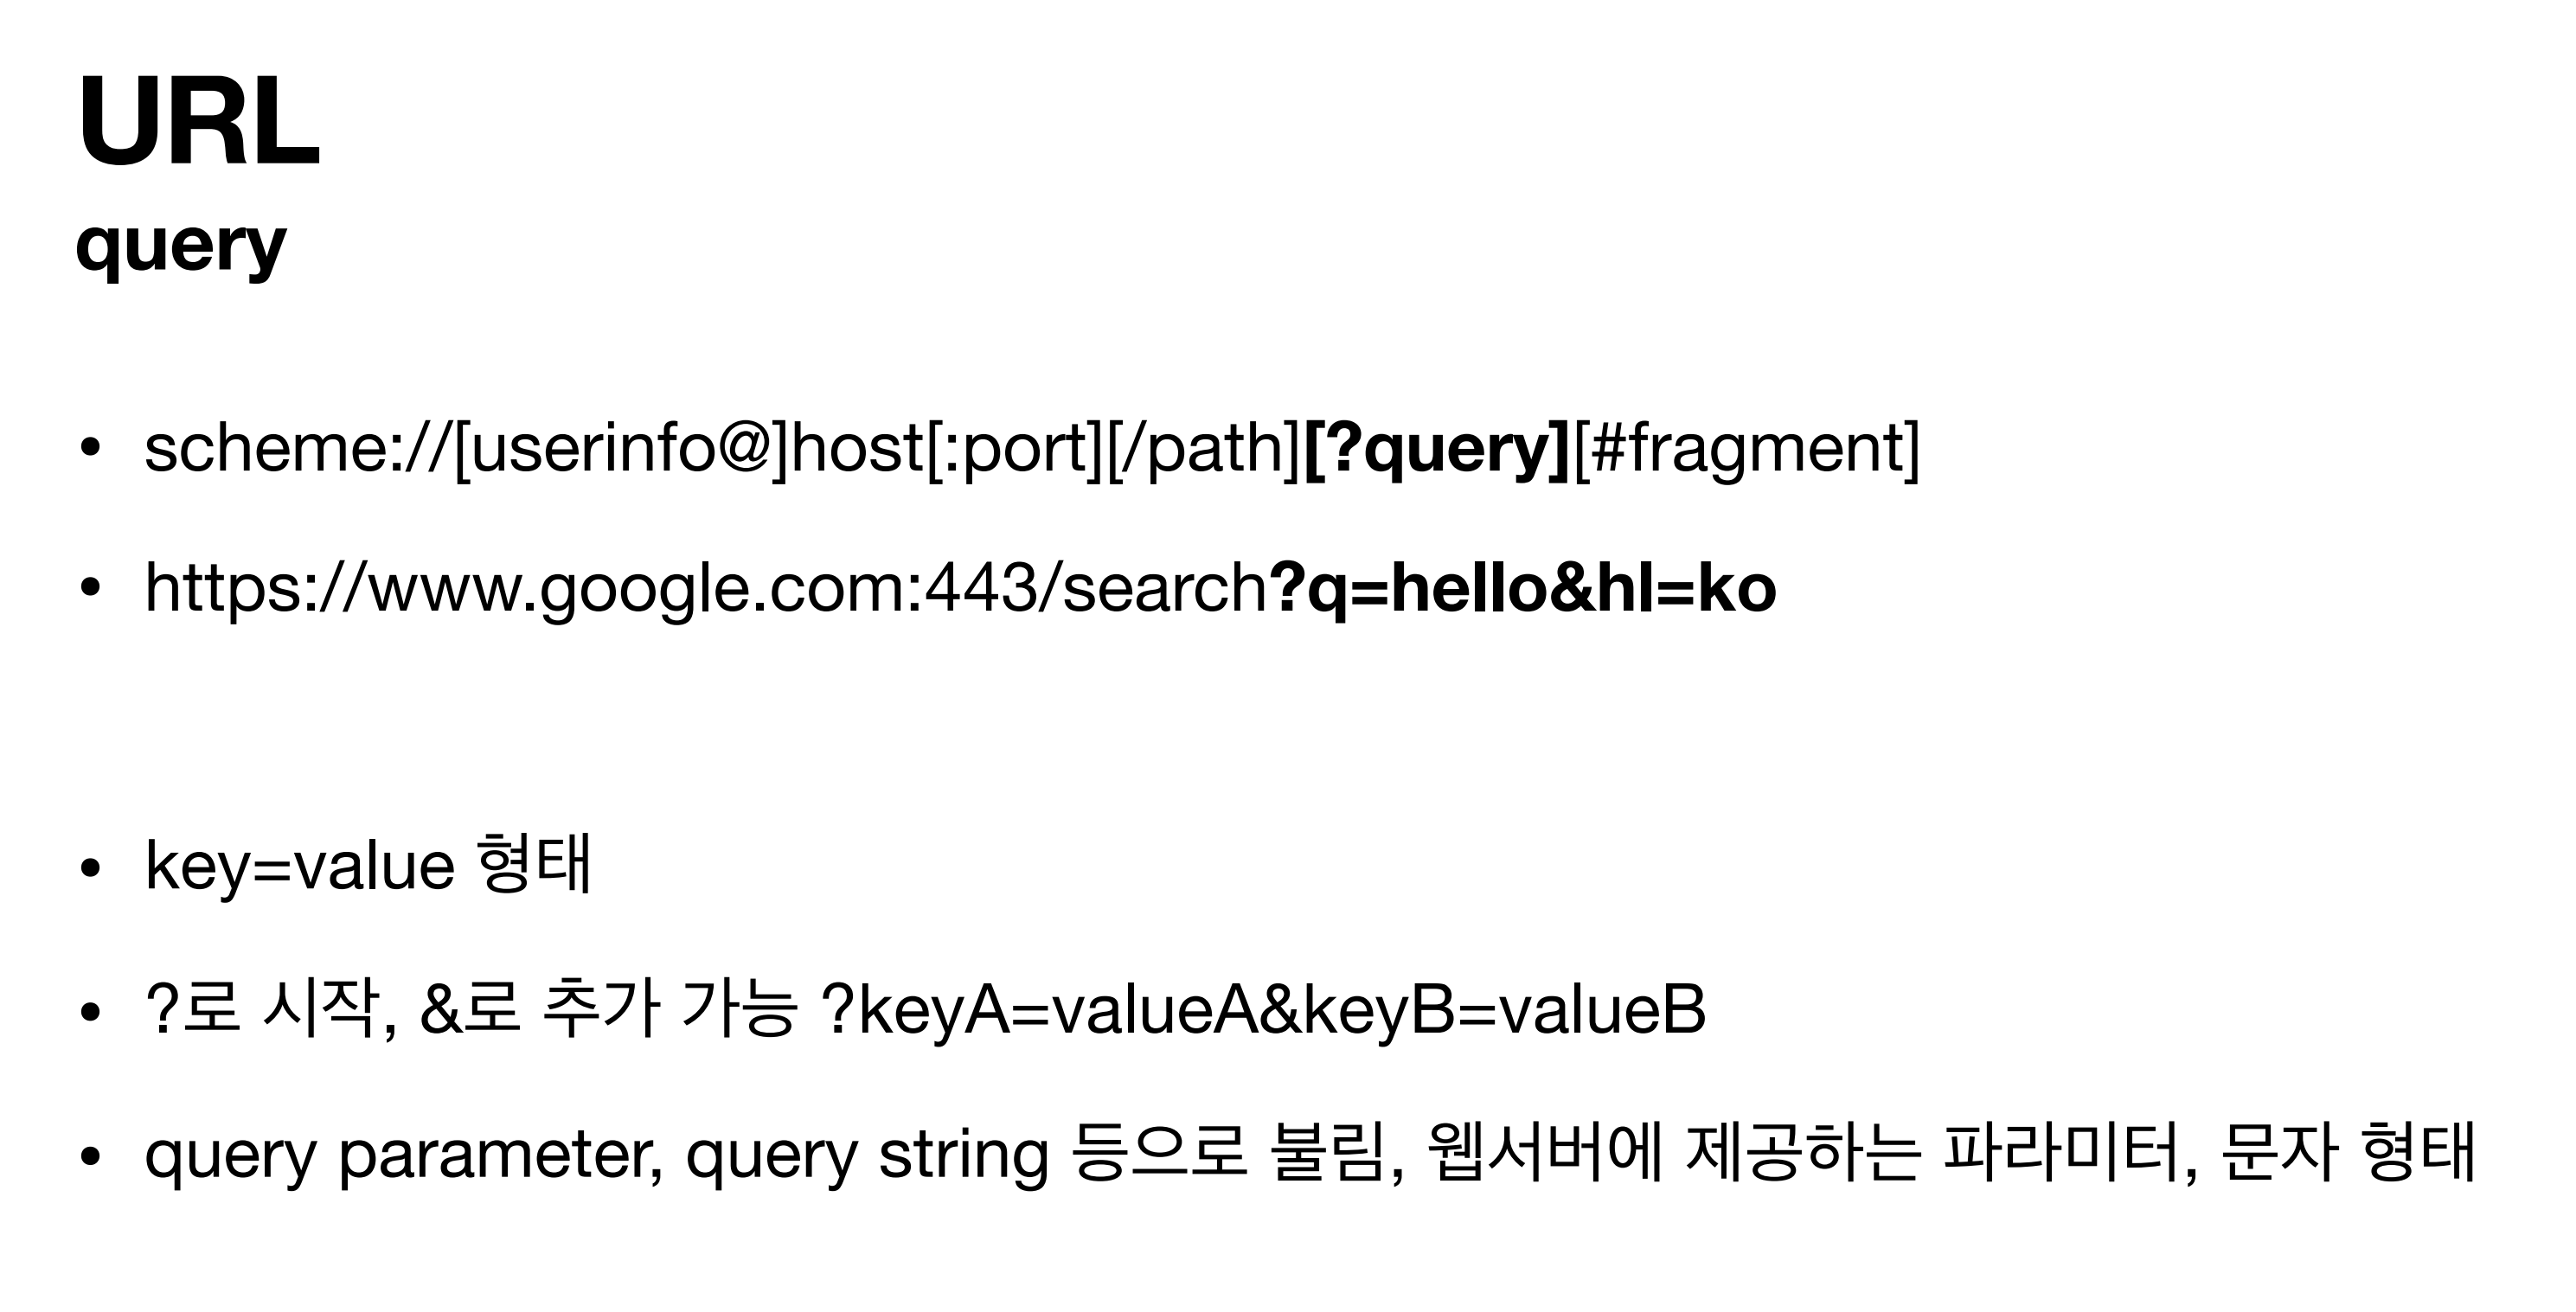 URL
query
• scheme://[userinfo@]host[:port][/path][?query][#fragment]
• https://www.google.com:443/search?q=hello&hl=ko
• key=value 형태
• ?로 시작, &로 추가 가능 ?keyA=valueA&keyB=valueB
• query parameter, query string 등으로 불림, 웹서버에 제공하는 파라미터, 문자 형태